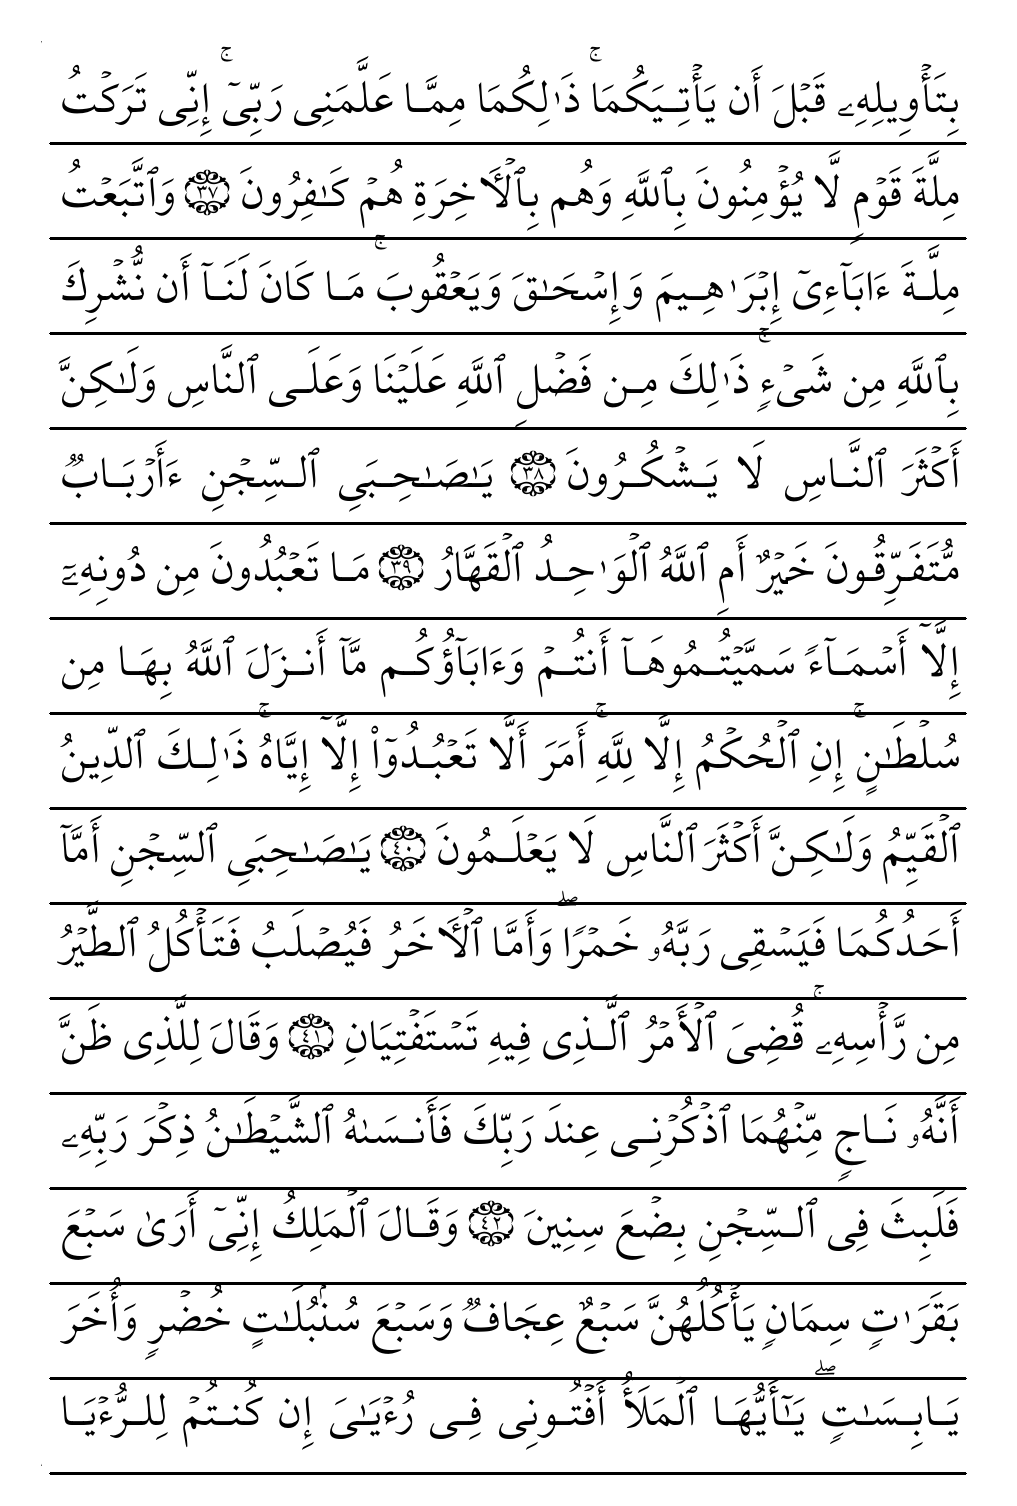 بِتَأۡوِيلِهِۦ قَبۡلَ أَن يَأۡتِيَكُمَاۚ ذَٰلِكُمَا مِمَّا عَلَّمَنِى رَبِّىٓۚ إِنِّى تَرَكۡتُ
مِلَّةَ قَوۡمٍ لَّا يُؤۡمِنُونَ بِٱللَّهِ وَهُم بِٱلۡأَخِرَةِ هُمۡ كَـٰفِرُونَ ۝٣٧ وَٱتَّبَعۡتُ
مِلَّةَ ءَابَآءِىٓ إِبۡرَٰهِيمَ وَإِسۡحَـٰقَ وَيَعۡقُوبَۚ مَا كَانَ لَنَآ أَن نُّشۡرِكَ
بِٱللَّهِ مِن شَىۡءٍۚ ذَٰلِكَ مِن فَضۡلِ ٱللَّهِ عَلَيۡنَا وَعَلَى ٱلنَّاسِ وَلَـٰكِنَّ
أَكۡثَرَ ٱلنَّاسِ لَا يَشۡكُرُونَ ۝٣٨ يَـٰصَـٰحِبَىِ ٱلسِّجۡنِ ءَأَرۡبَابٌ
مُّتَفَرِّقُونَ خَيۡرٌ أَمِ ٱللَّهُ ٱلۡوَٰحِدُ ٱلۡقَهَّارُ ۝٣٩ مَا تَعۡبُدُونَ مِن دُونِهِۦٓ
إِلَّآ أَسۡمَآءً سَمَّيۡتُمُوهَآ أَنتُمۡ وَءَابَآؤُكُم مَّآ أَنزَلَ ٱللَّهُ بِهَا مِن
سُلۡطَـٰنٍۚ إِنِ ٱلۡحُكۡمُ إِلَّا لِلَّهِۚ أَمَرَ أَلَّا تَعۡبُدُوٓاْ إِلَّآ إِيَّاهُۚ ذَٰلِكَ ٱلدِّينُ
ٱلۡقَيِّمُ وَلَـٰكِنَّ أَكۡثَرَ ٱلنَّاسِ لَا يَعۡلَمُونَ ۝٤٠ يَـٰصَـٰحِبَىِ ٱلسِّجۡنِ أَمَّآ
أَحَدُكُمَا فَيَسۡقِى رَبَّهُۥ خَمۡرًاۖ وَأَمَّا ٱلۡأَخَرُ فَيُصۡلَبُ فَتَأۡكُلُ ٱلطَّيۡرُ
مِن رَّأۡسِهِۦۚ قُضِىَ ٱلۡأَمۡرُ ٱلَّذِى فِيهِ تَسۡتَفۡتِيَانِ ۝٤١ وَقَالَ لِلَّذِى ظَنَّ
أَنَّهُۥ نَاجٍ مِّنۡهُمَا ٱذۡكُرۡنِى عِندَ رَبِّكَ فَأَنسَىٰهُ ٱلشَّيۡطَـٰنُ ذِكۡرَ رَبِّهِۦ
فَلَبِثَ فِى ٱلسِّجۡنِ بِضۡعَ سِنِينَ ۝٤٢ وَقَالَ ٱلۡمَلِكُ إِنِّىٓ أَرَىٰ سَبۡعَ
بَقَرَٰتٍ سِمَانٍ يَأۡكُلُهُنَّ سَبۡعٌ عِجَافٌ وَسَبۡعَ سُنۢبُلَـٰتٍ خُضۡرٍ وَأُخَرَ
يَابِسَـٰتٍۖ يَـٰٓأَيُّهَا ٱلۡمَلَأُ أَفۡتُونِى فِى رُءۡيَـٰىَ إِن كُنتُمۡ لِلرُّءۡيَا